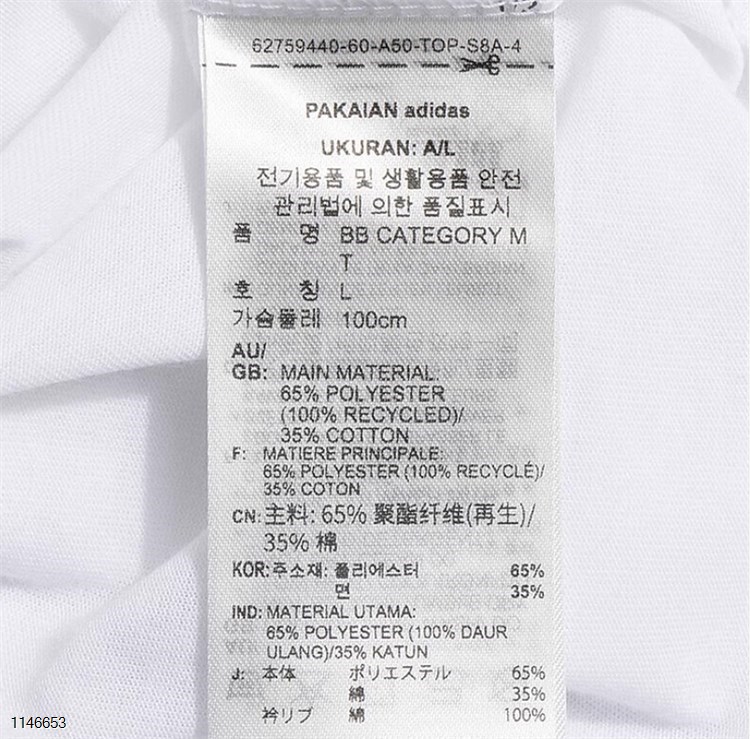 62759440-60-A50-TOP-S8A-4
PAKAIAN adidas
UKURAN: A/L
전기용품 및 생활용품 안전
관리법에 의한 품질표시
품 명 BB CATEGORY M
T
호 칭 L
가슴둘레 100cm
AU/
GB: MAIN MATERIAL:
65% POLYESTER
(100% RECYCLED)/
35% COTTON
F: MATIERE PRINCIPALE:
65% POLYESTER (100% RECYCLÉ)/
35% COTON
CN: 主料: 65% 聚酯纤维(再生)/
35% 棉
KOR: 주소재: 폴리에스터 65%
면 35%
IND: MATERIAL UTAMA:
65% POLYESTER (100% DAUR
ULANG)/35% KATUN
J: 本体 ポリエステル 65%
綿 35%
衿リブ 綿 100%
1146653